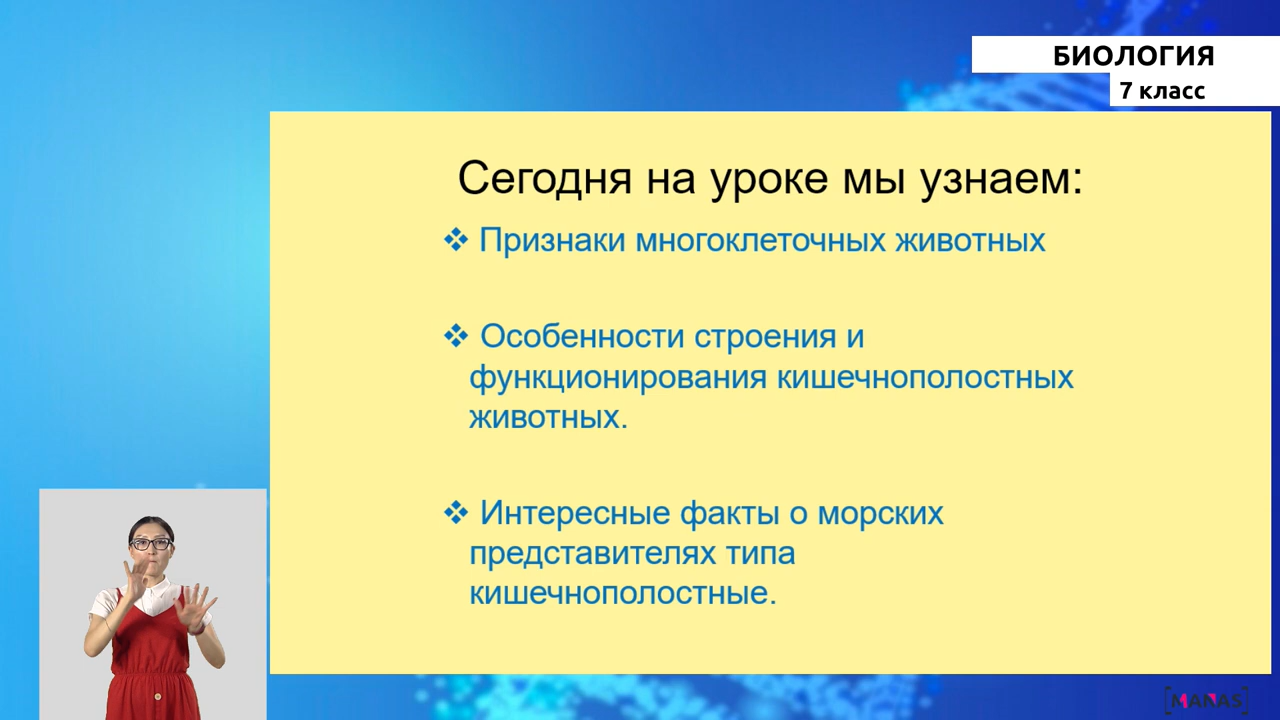 БИОЛОГИЯ
7 класс
Сегодня на уроке мы узнаем:
❖ Признаки многоклеточных животных
❖ Особенности строения и
функционирования кишечнополостных
животных.
❖ Интересные факты о морских
представителях типа
кишечнополостные.
[MANAS]